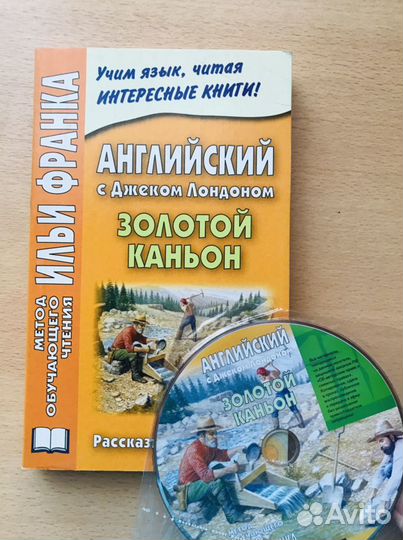 Учим язык, читая
ИНТЕРЕСНЫЕ КНИГИ!
МЕТОД
ОБУЧАЮЩЕГО
ЧТЕНИЯ
ИЛЬИ ФРАНКА
АНГЛИЙСКИЙ
с Джеком Лондоном
ЗОЛОТОЙ
КАНЬОН
Рассказ
АНГЛИЙСКИЙ
с Джеком Лондоном
ЗОЛОТОЙ
КАНЬОН
МЕТОД
Avito